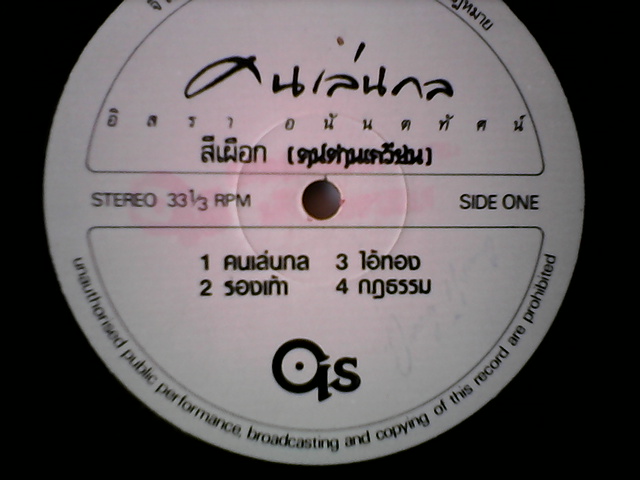 คนเล่นกล
อิสรา อนันตทัศน์
สีเผือก (คนด่านเกวียน)
STEREO 33 1/3 RPM
SIDE ONE
1 คนเล่นกล
2 รองเท้า
3 ไอ้ทอง
4 กฎธรรม
ais
unauthorised public performance, broadcasting and copying of this record are prohibited